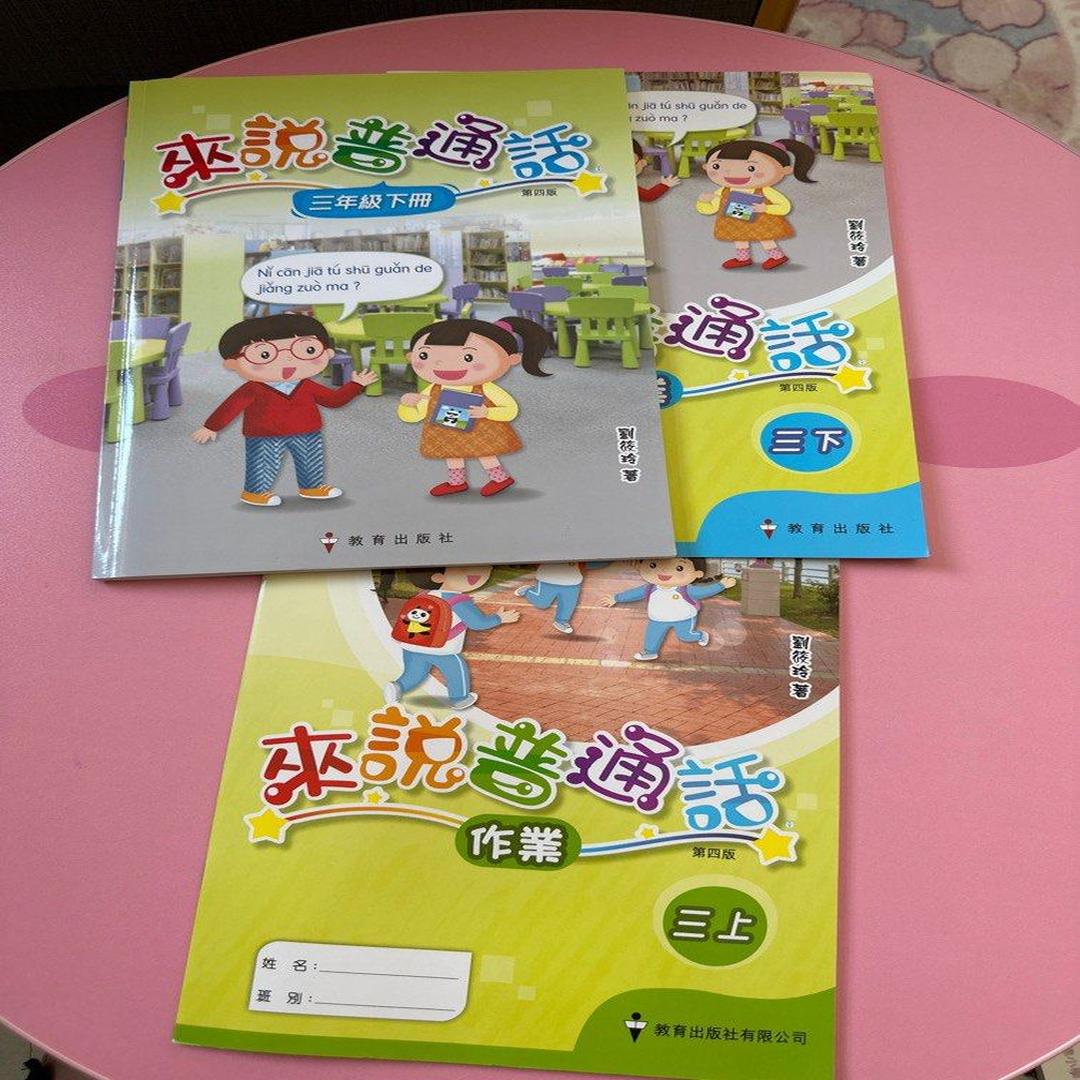 來說普通話
三年級下冊
第四版
Nǐ cān jiā tú shū guǎn de
jiǎng zuò ma ?
劉筱玲 著
教育出版社
ān jiā tú shū guǎn de
zuò ma ?
劉筱玲 著
通話
業
第四版
三下
教育出版社
劉筱玲 著
來說普通話
作業
第四版
三上
姓 名：
班 別：
教育出版社有限公司